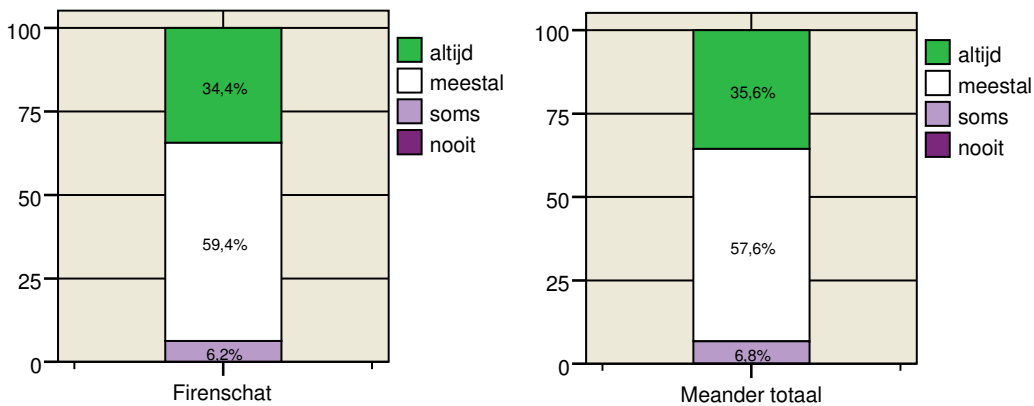 100
75
50
25
0
34,4%
59,4%
6,2%
altijd
meestal
soms
nooit
Firenschat
100
75
50
25
0
35,6%
57,6%
6,8%
altijd
meestal
soms
nooit
Meander totaal